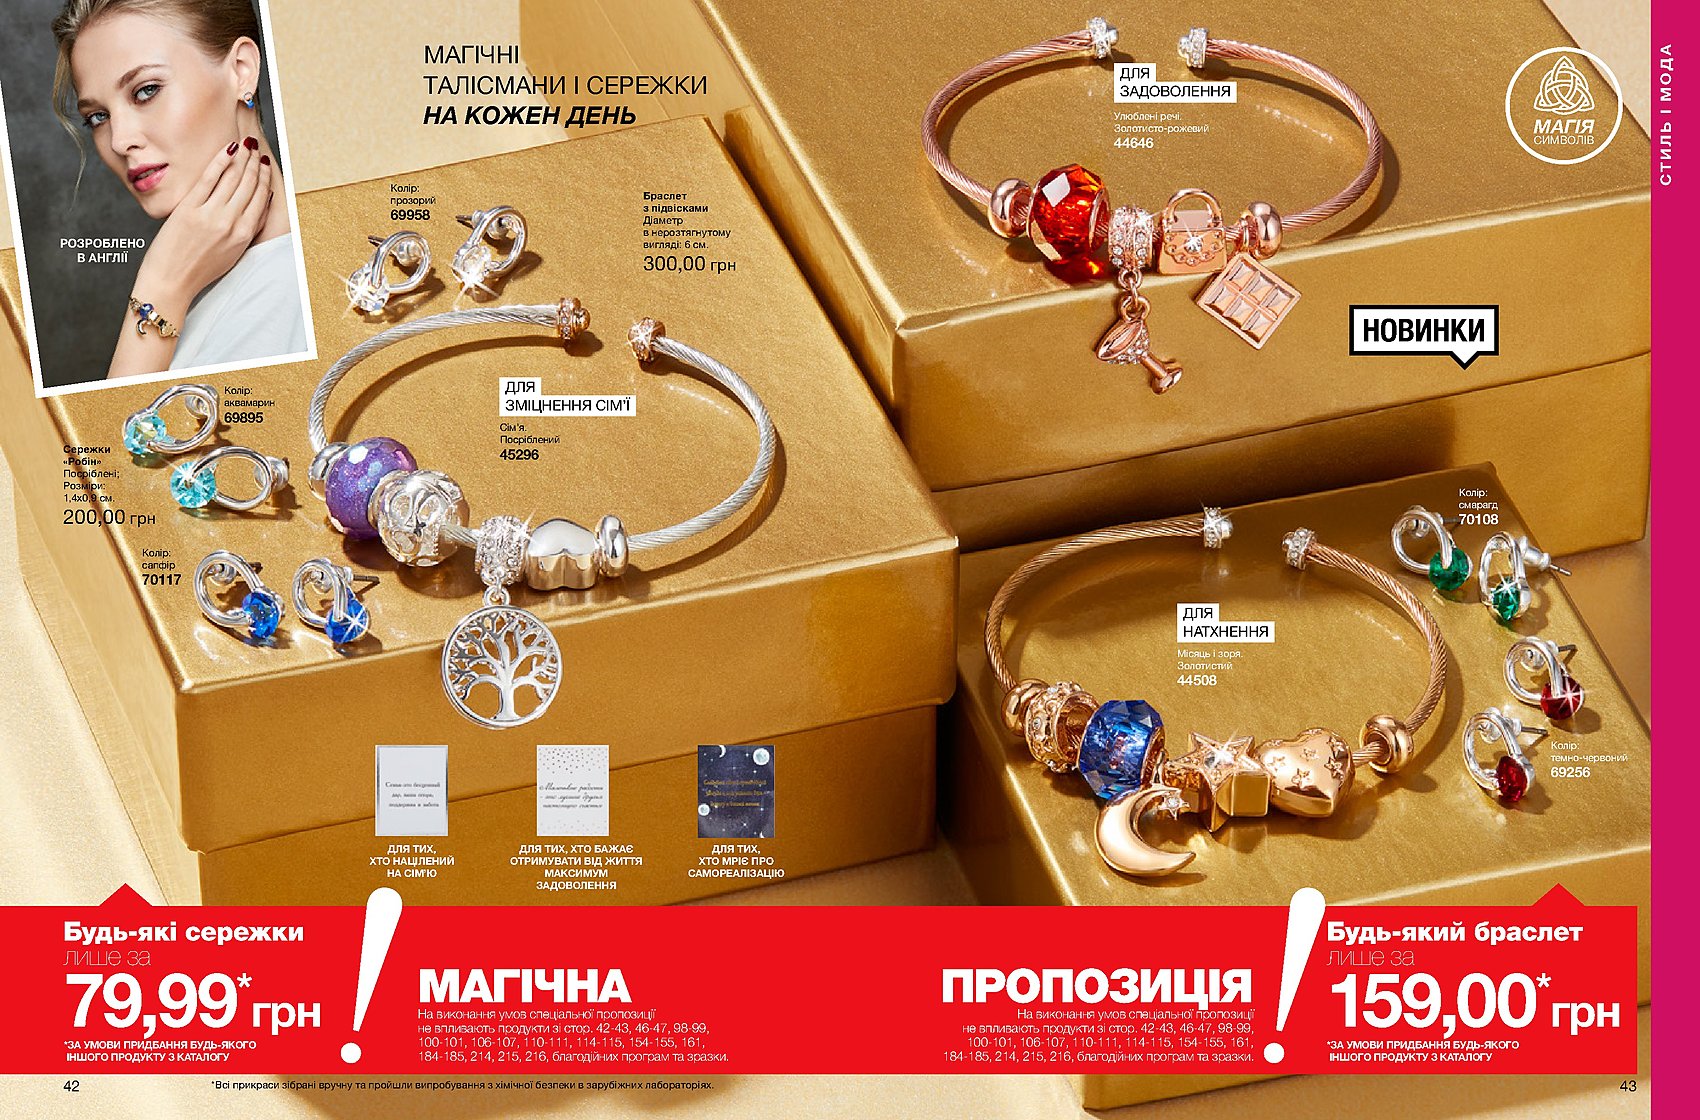 МАГІЧНІ
ТАЛІСМАНИ І СЕРЕЖКИ
НА КОЖЕН ДЕНЬ
РОЗРОБЛЕНО
В АНГЛІЇ
Колір:
прозорий
69958
Браслет
з підвісками
Діаметр
в нерозтягнутому
вигляді: 6 см.
300,00 грн
ДЛЯ
ЗАДОВОЛЕННЯ
Улюблені речі.
Золотисто-рожевий
44646
МАГІЯ
СИМВОЛІВ
СТИЛЬ І МОДА
НОВИНКИ
Колір:
аквамарин
69895
Сережки
«Робін»
Посріблені;
Розміри:
1,4х0,9 см.
200,00 грн
Колір:
сапфір
70117
ДЛЯ
ЗМІЦНЕННЯ СІМ'Ї
Сім'я.
Посріблений
45296
Колір:
смарагд
70108
ДЛЯ
НАТХНЕННЯ
Місяць і зоря.
Золотистий
44508
Колір:
темно-червоний
69256
ДЛЯ ТИХ,
ХТО НАЦІЛЕНИЙ
НА СІМ'Ю
ДЛЯ ТИХ, ХТО БАЖАЄ
ОТРИМУВАТИ ВІД ЖИТТЯ
МАКСИМУМ
ЗАДОВОЛЕННЯ
ДЛЯ ТИХ,
ХТО МРІЄ ПРО
САМОРЕАЛІЗАЦІЮ
Будь-які сережки
лише за
79,99* грн
*ЗА УМОВИ ПРИДБАННЯ БУДЬ-ЯКОГО
ІНШОГО ПРОДУКТУ З КАТАЛОГУ
!
МАГІЧНА
На виконання умов спеціальної пропозиції
не впливають продукти зі стор. 42-43, 46-47, 98-99,
100-101, 106-107, 110-111, 114-115, 154-155, 161,
184-185, 214, 215, 216, благодійних програм та зразки.
ПРОПОЗИЦІЯ
На виконання умов спеціальної пропозиції
не впливають продукти зі стор. 42-43, 46-47, 98-99,
100-101, 106-107, 110-111, 114-115, 154-155, 161,
184-185, 214, 215, 216, благодійних програм та зразки.
!
Будь-який браслет
лише за
159,00* грн
*ЗА УМОВИ ПРИДБАННЯ БУДЬ-ЯКОГО
ІНШОГО ПРОДУКТУ З КАТАЛОГУ
42
*Всі прикраси зібрані вручну та пройшли випробування з хімічної безпеки в зарубіжних лабораторіях.
43